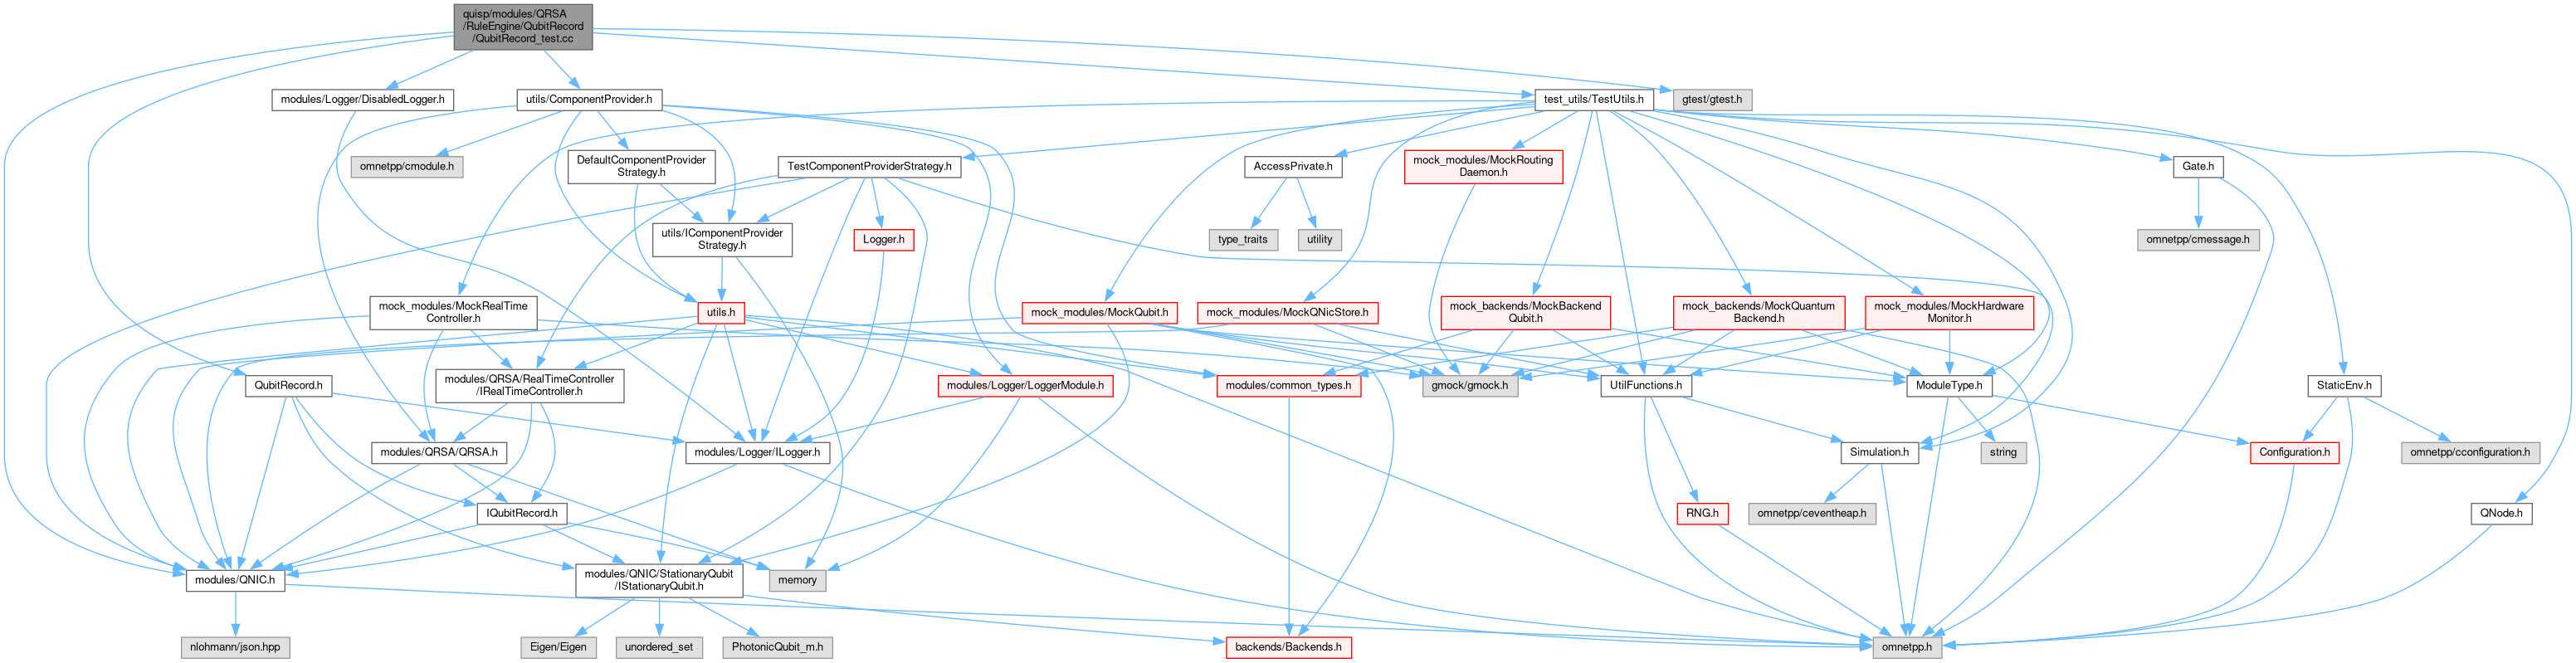 quisp/modules/QRSA
/RuleEngine/QubitRecord
/QubitRecord_test.cc
modules/Logger/DisabledLogger.h
utils/ComponentProvider.h
test_utils/TestUtils.h
gtest/gtest.h
omnetpp/cmodule.h
DefaultComponentProvider
Strategy.h
TestComponentProviderStrategy.h
AccessPrivate.h
mock_modules/MockRouting
Daemon.h
Gate.h
utils/IComponentProvider
Strategy.h
Logger.h
type_traits
utility
omnetpp/cmessage.h
mock_modules/MockRealTime
Controller.h
utils.h
mock_modules/MockQubit.h
mock_modules/MockQNicStore.h
mock_backends/MockBackend
Qubit.h
mock_backends/MockQuantum
Backend.h
mock_modules/MockHardware
Monitor.h
QubitRecord.h
modules/QRSA/RealTimeController
/IRealTimeController.h
modules/Logger/LoggerModule.h
modules/common_types.h
gmock/gmock.h
UtilFunctions.h
ModuleType.h
StaticEnv.h
modules/QRSA/QRSA.h
modules/Logger/ILogger.h
Simulation.h
string
Configuration.h
omnetpp/cconfiguration.h
IQubitRecord.h
RNG.h
omnetpp/ceventheap.h
QNode.h
modules/QNIC.h
modules/QNIC/StationaryQubit
/IStationaryQubit.h
memory
nlohmann/json.hpp
Eigen/Eigen
unordered_set
PhotonicQubit_m.h
backends/Backends.h
omnetpp.h